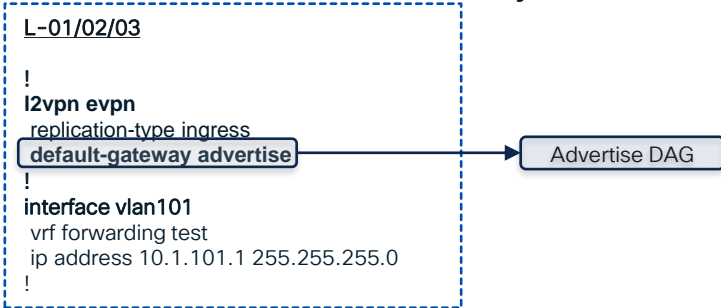 L-01/02/03
!
l2vpn evpn
replication-type ingress
default-gateway advertise
Advertise DAG
!
interface vlan101
vrf forwarding test
ip address 10.1.101.1 255.255.255.0
!